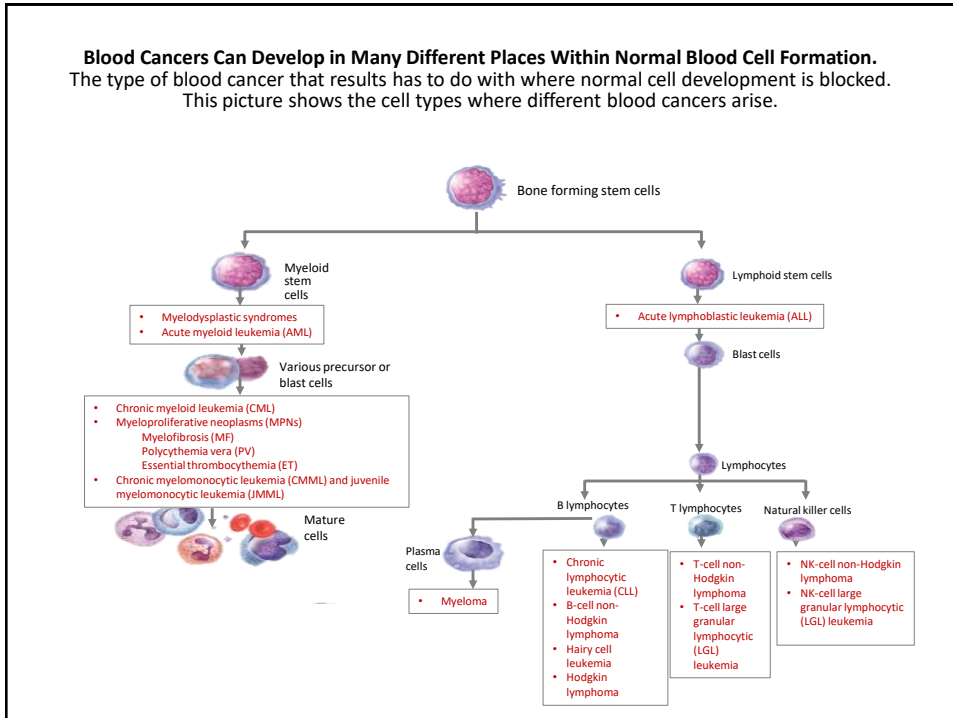 Blood Cancers Can Develop in Many Different Places Within Normal Blood Cell Formation.
The type of blood cancer that results has to do with where normal cell development is blocked.
This picture shows the cell types where different blood cancers arise.
Bone forming stem cells
Myeloid
stem
cells
Lymphoid stem cells
• Myelodysplastic syndromes
• Acute myeloid leukemia (AML)
• Acute lymphoblastic leukemia (ALL)
Various precursor or
blast cells
Blast cells
• Chronic myeloid leukemia (CML)
• Myeloproliferative neoplasms (MPNs)
Myelofibrosis (MF)
Polycythemia vera (PV)
Essential thrombocythemia (ET)
• Chronic myelomonocytic leukemia (CMML) and juvenile
myelomonocytic leukemia (JMML)
Mature
cells
Lymphocytes
B lymphocytes
T lymphocytes
Natural killer cells
Plasma
cells
• Myeloma
• Chronic
lymphocytic
leukemia (CLL)
• B-cell non-
Hodgkin
lymphoma
• Hairy cell
leukemia
• Hodgkin
lymphoma
• T-cell non-
Hodgkin
lymphoma
• T-cell large
granular
lymphocytic
(LGL)
leukemia
• NK-cell non-Hodgkin
lymphoma
• NK-cell large
granular lymphocytic
(LGL) leukemia